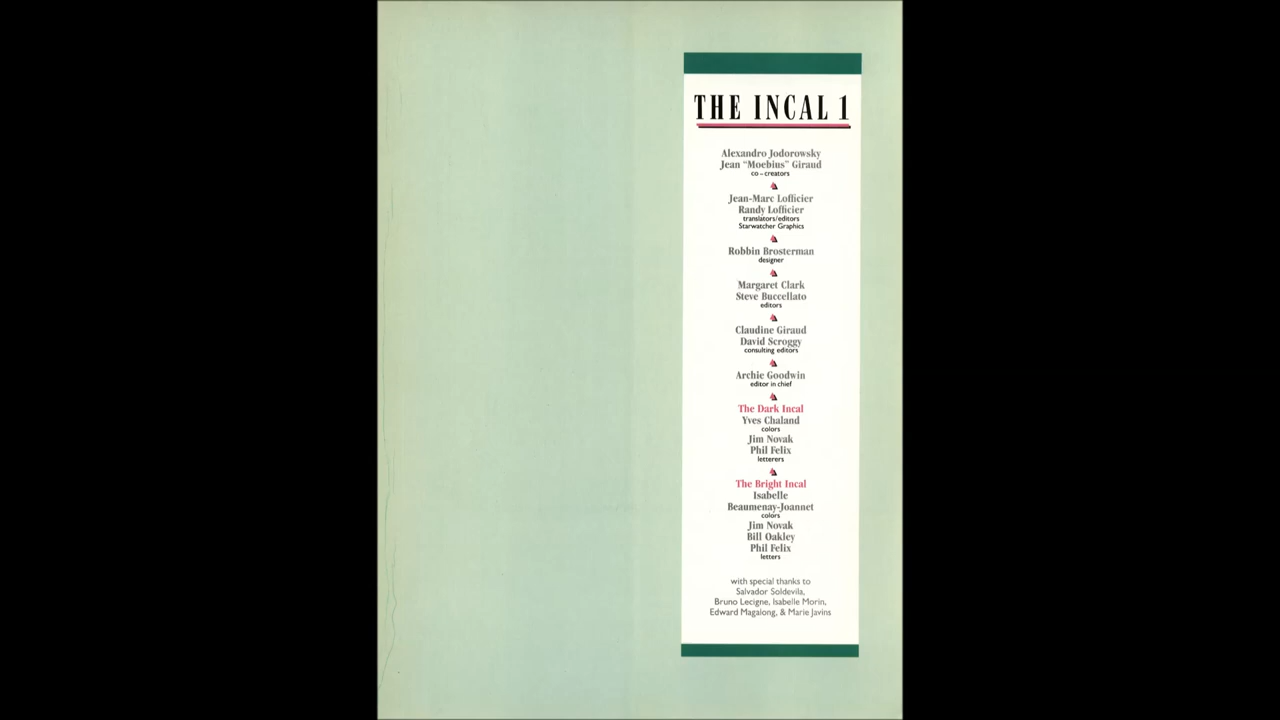 THE INCAL 1
Alexandro Jodorowsky
Jean "Moebius" Giraud
co-creators
Jean-Marc Lofficier
Randy Lofficier
translators/editors
Starwatcher Graphics
Robbin Brosterman
designer
Margaret Clark
Steve Buccellato
editors
Claudine Giraud
David Scroggy
consulting editors
Archie Goodwin
editor in chief
The Dark Incal
Yves Chaland
colors
Jim Novak
Phil Felix
letterers
The Bright Incal
Isabelle
Beaumenay-Joannet
colors
Jim Novak
Bill Oakley
Phil Felix
letters
with special thanks to
Salvador Soldevila,
Bruno Lecigne, Isabelle Morin,
Edward Magalong, & Marie Javins